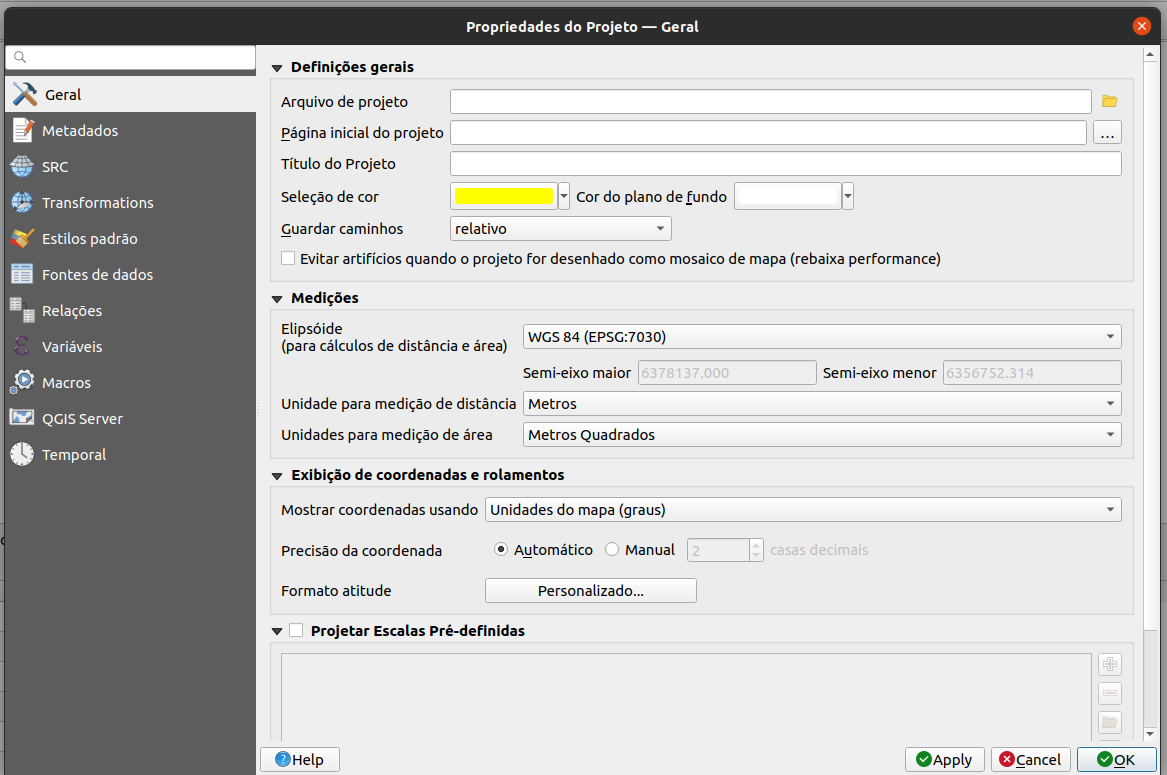 Propriedades do Projeto — Geral
Geral
Metadados
SRC
Transformations
Estilos padrão
Fontes de dados
Relações
Variáveis
Macros
QGIS Server
Temporal
Definições gerais
Arquivo de projeto
Página inicial do projeto
...
Título do Projeto
Seleção de cor
Cor do plano de fundo
Guardar caminhos relativo
Evitar artifícios quando o projeto for desenhado como mosaico de mapa (rebaixa performance)
Medições
Elipsóide
(para cálculos de distância e área)
WGS 84 (EPSG:7030)
Semi-eixo maior 6378137.000 Semi-eixo menor 6356752.314
Unidade para medição de distância Metros
Unidades para medição de área Metros Quadrados
Exibição de coordenadas e rolamentos
Mostrar coordenadas usando Unidades do mapa (graus)
Precisão da coordenada Automático Manual 2 casas decimais
Formato atitude Personalizado...
Projetar Escalas Pré-definidas
Help Apply Cancel OK